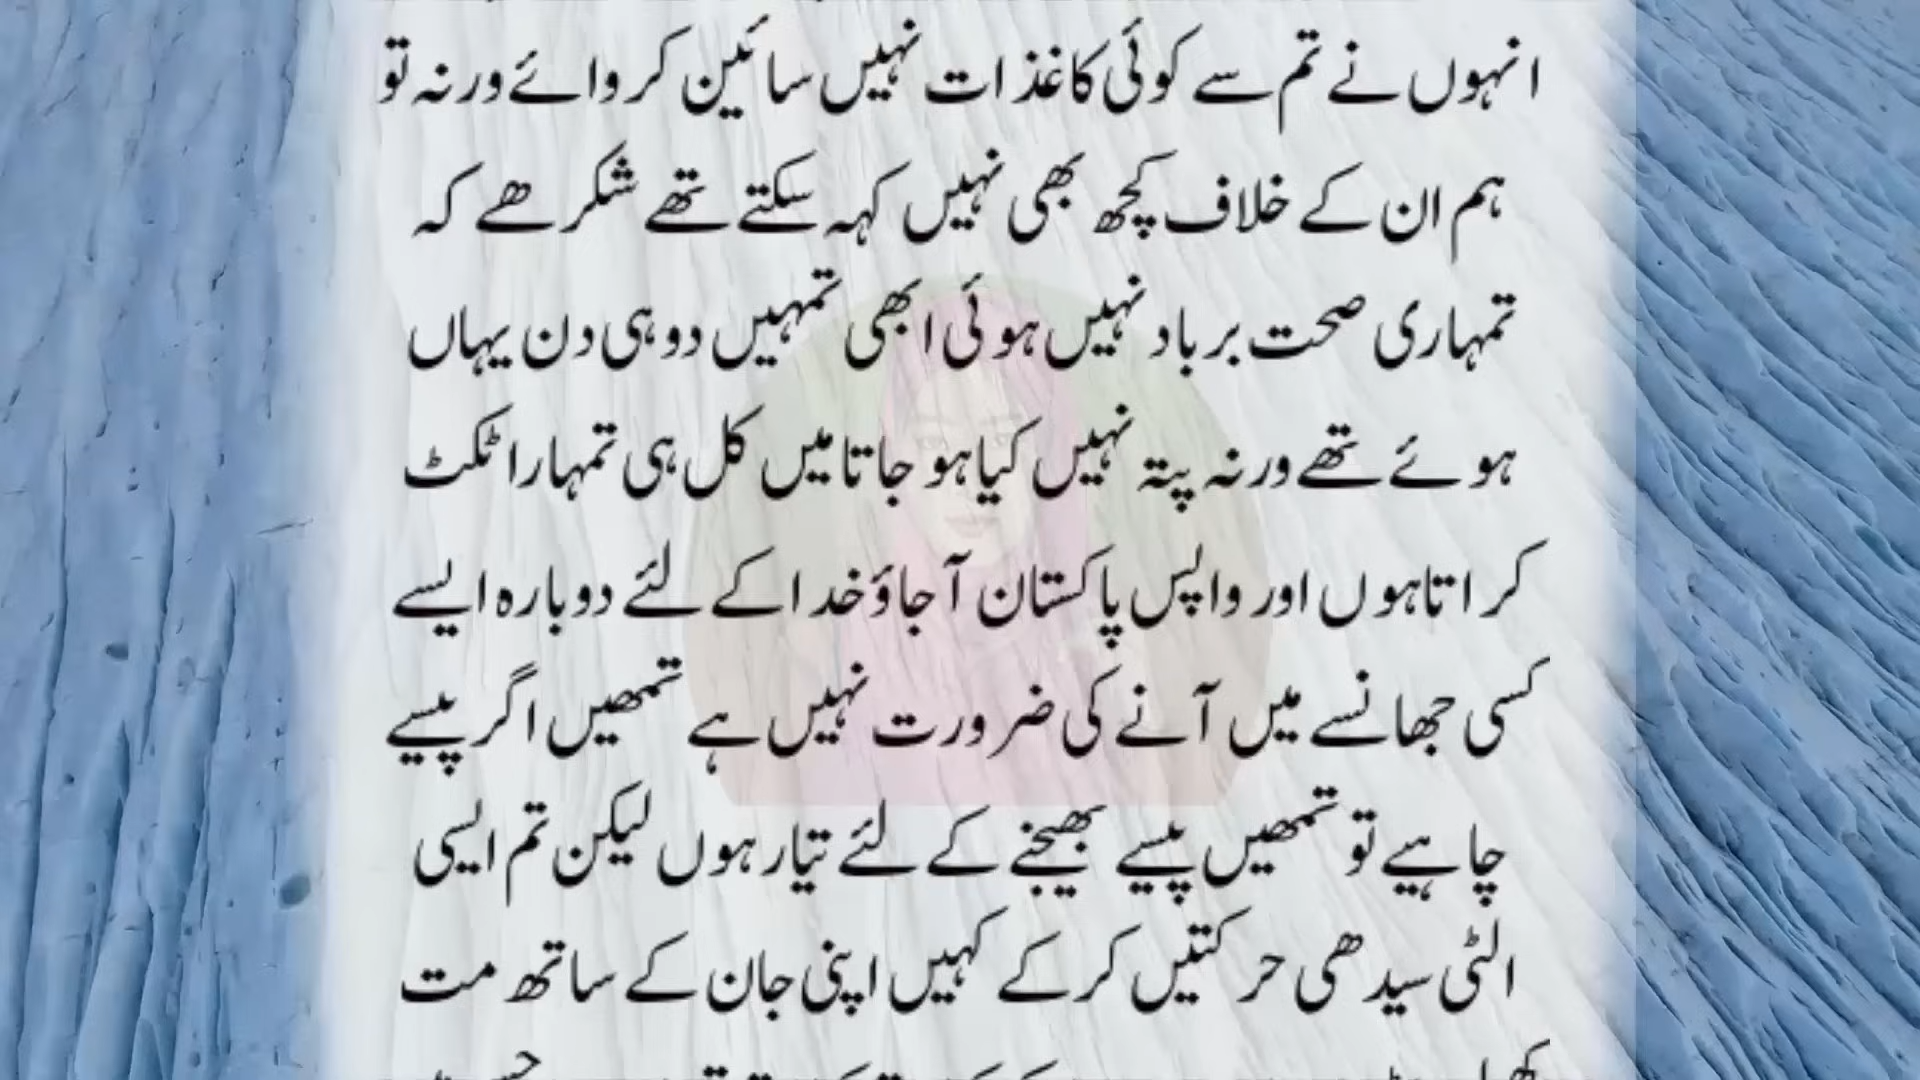 انہوں نے تم سے کوئی کاغذات نہیں سائین کروائے ورنہ تو
ہم ان کے خلاف کچھ بھی نہیں کہہ سکتے تھے شکر ھے کہ
تمہاری صحت برباد نہیں ہوئی ابھی تمہیں دو ہی دن یہاں
ہوئے تھے ورنہ پتہ نہیں کیا ہو جاتا میں کل ہی تمہارا ٹکٹ
کراتا ہوں اور واپس پاکستان آ جاؤ خدا کے لئے دوبارہ ایسے
کسی جھانسے میں آنے کی ضرورت نہیں ہے تمھیں اگر پیسے
چاہیے تو تمھیں پیسے بھیجنے کے لئے تیار ہوں لیکن تم ایسی
الٹی سیدھی حرکتیں کر کے کہیں اپنی جان کے ساتھ مت